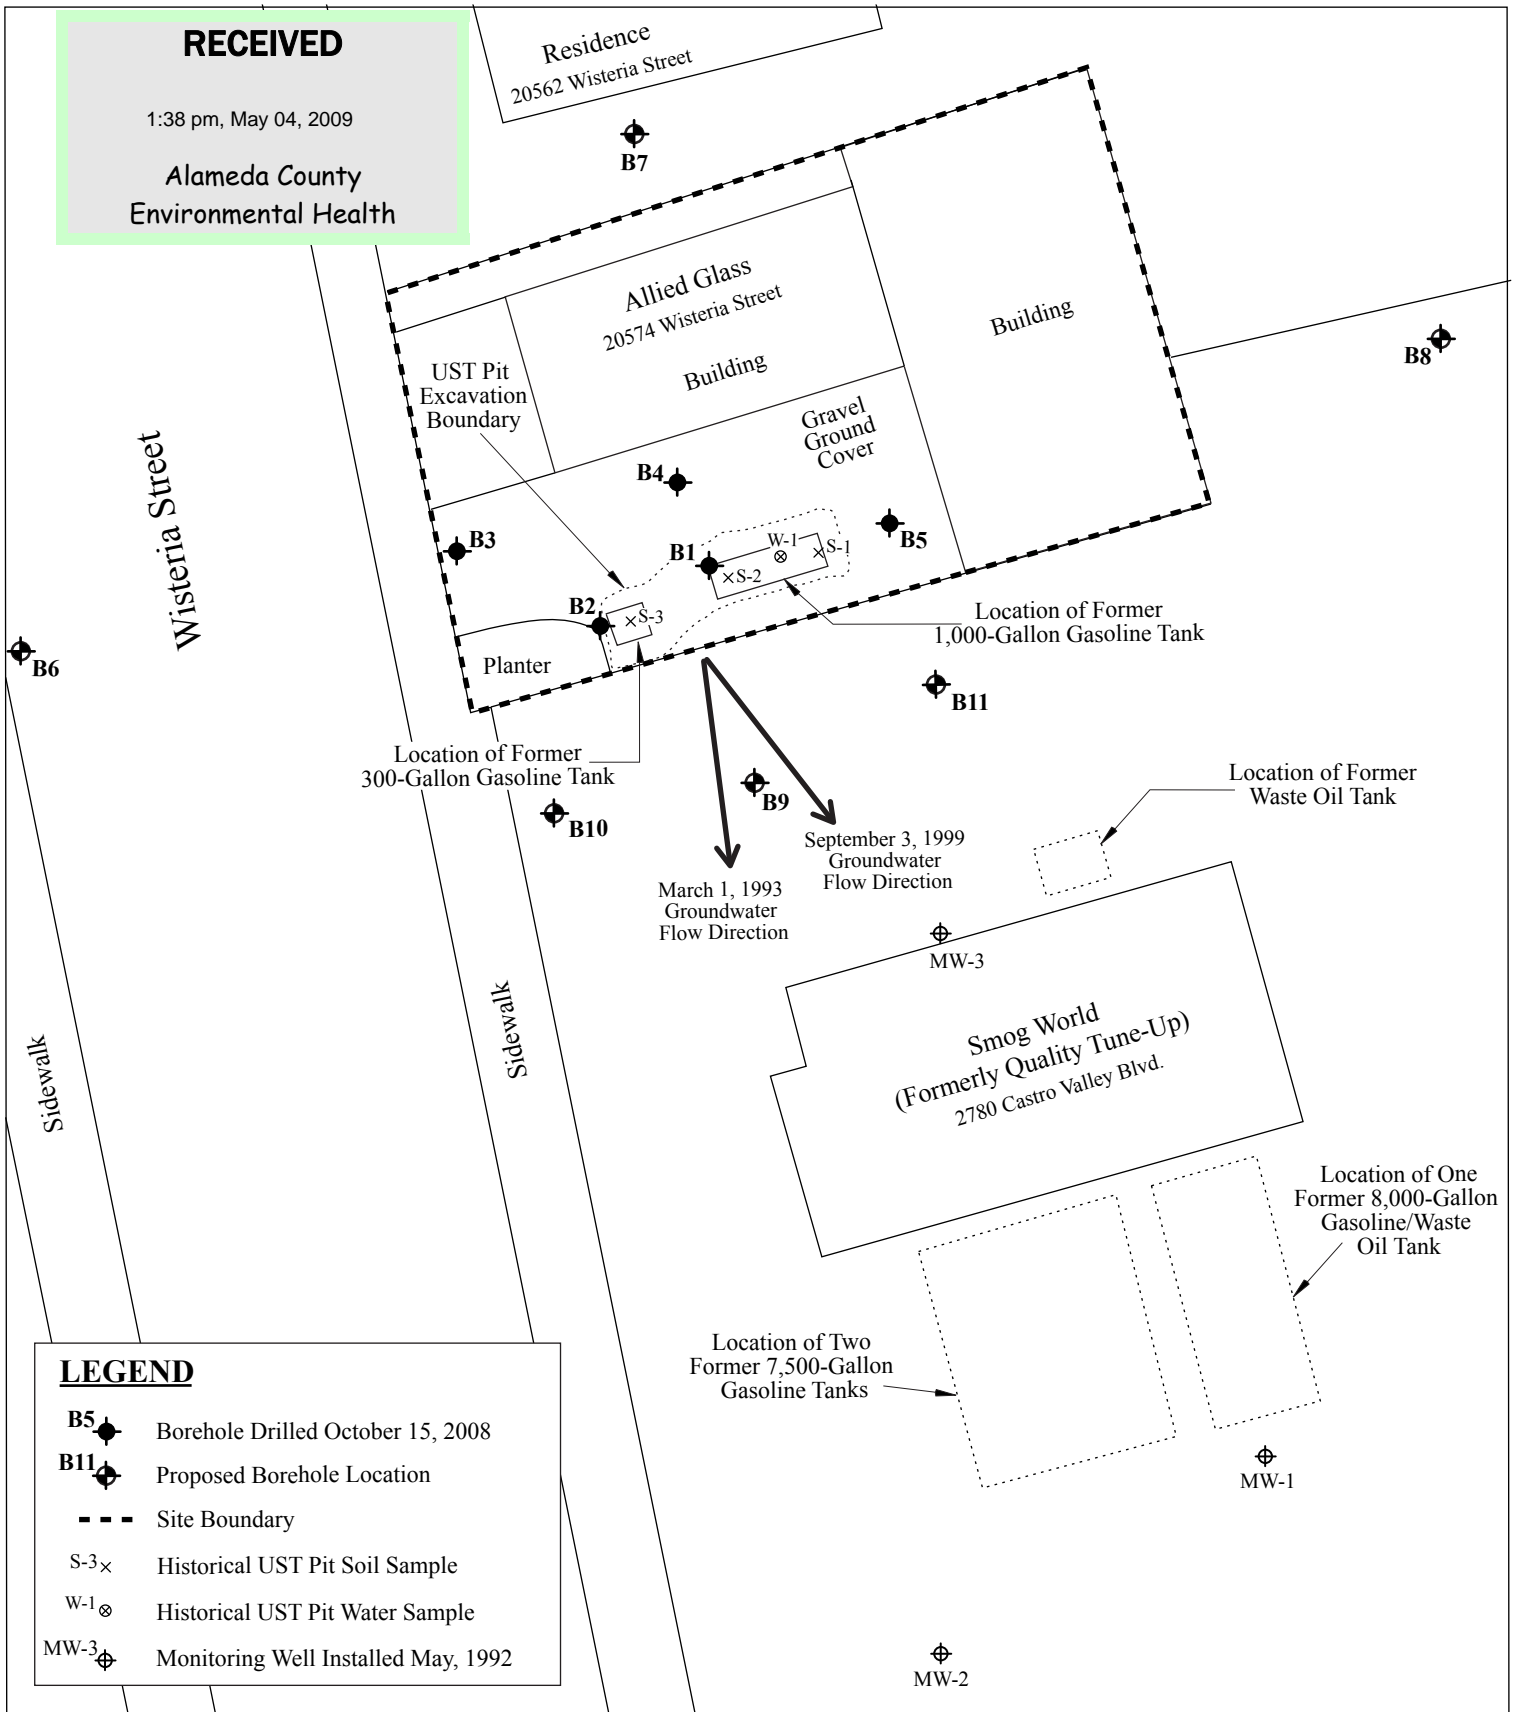 RECEIVED
1:38 pm, May 04, 2009
Alameda County
Environmental Health
Residence
20562 Wisteria Street
B7
Allied Glass
20574 Wisteria Street
Building
Building
B8
UST Pit
Excavation
Boundary
Gravel
Ground
Cover
Wisteria Street
B4
B3
B5
B1
W-1
S-1
S-2
B2
S-3
Location of Former
1,000-Gallon Gasoline Tank
Planter
B6
B11
Location of Former
300-Gallon Gasoline Tank
B9
B10
Location of Former
Waste Oil Tank
September 3, 1999
Groundwater
Flow Direction
March 1, 1993
Groundwater
Flow Direction
MW-3
Sidewalk
Sidewalk
Smog World
(Formerly Quality Tune-Up)
2780 Castro Valley Blvd.
Location of One
Former 8,000-Gallon
Gasoline/Waste
Oil Tank
Location of Two
Former 7,500-Gallon
Gasoline Tanks
MW-1
MW-2
LEGEND
B5 Borehole Drilled October 15, 2008
B11 Proposed Borehole Location
Site Boundary
S-3 Historical UST Pit Soil Sample
W-1 Historical UST Pit Water Sample
MW-3 Monitoring Well Installed May, 1992